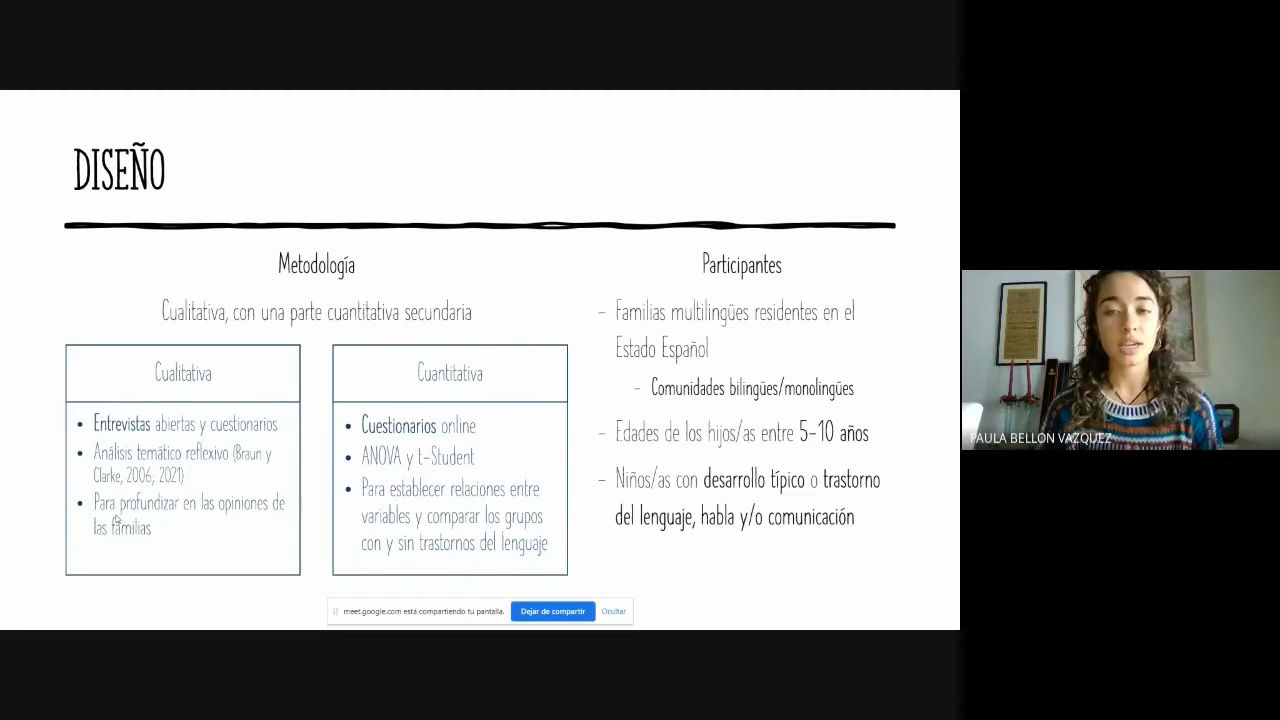 DISEÑO
Metodología
Cualitativa, con una parte cuantitativa secundaria
Cualitativa
• Entrevistas abiertas y cuestionarios
• Análisis temático reflexivo (Braun y
Clarke, 2006, 2021)
• Para profundizar en las opiniones de
las familias
Cuantitativa
• Cuestionarios online
• ANOVA y t-Student
• Para establecer relaciones entre
variables y comparar los grupos
con y sin trastornos del lenguaje
Participantes
- Familias multilingües residentes en el
Estado Español
- Comunidades bilingües/monolingües
- Edades de los hijos/as entre 5-10 años
- Niños/as con desarrollo típico o trastorno
del lenguaje, habla y/o comunicación
meet.google.com está compartiendo tu pantalla.
Dejar de compartir
Ocultar
PAULA BELLON VAZQUEZ